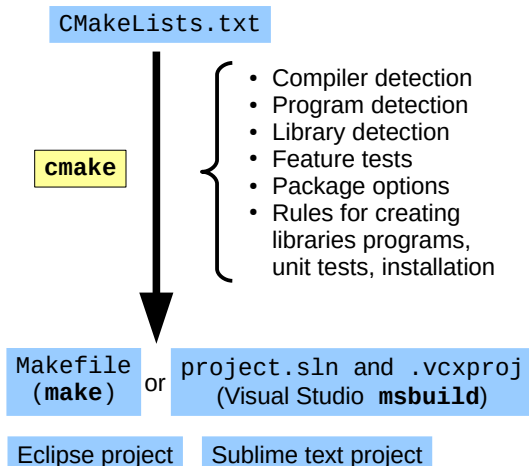 CMakeLists.txt
• Compiler detection
• Program detection
• Library detection
• Feature tests
• Package options
• Rules for creating
libraries programs,
unit tests, installation
cmake
Makefile
(make)
or
project.sln and .vcxproj
(Visual Studio msbuild)
Eclipse project
Sublime text project